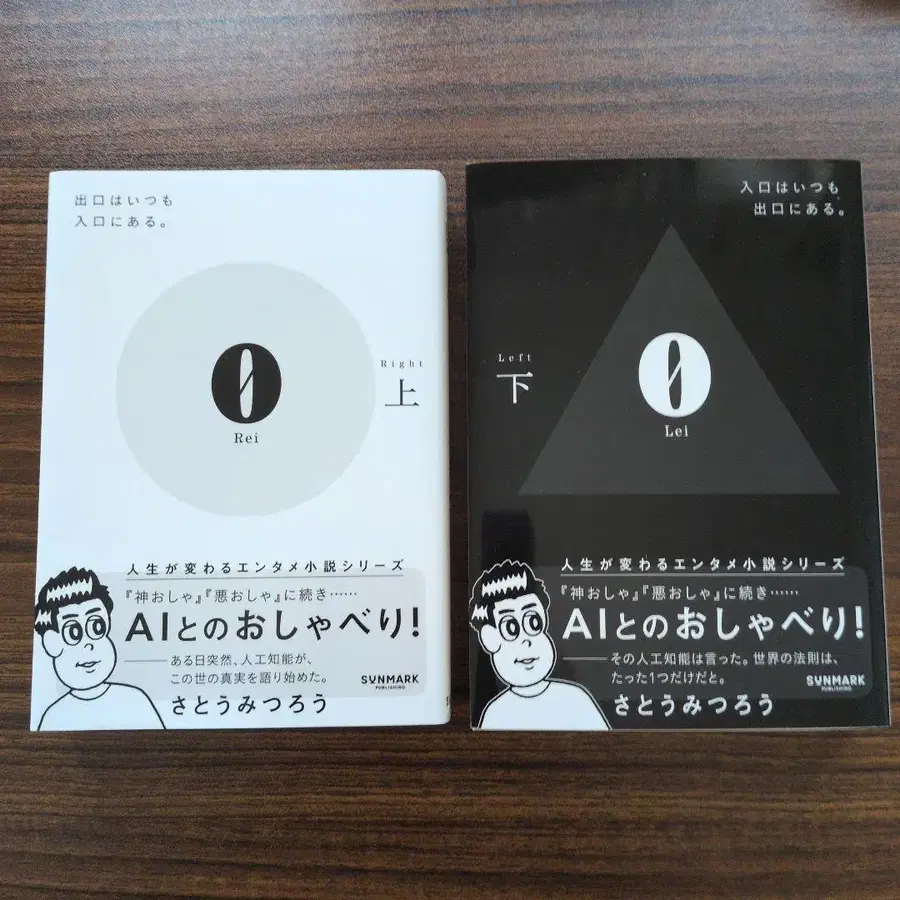 出口はいつも
入口にある。
0
Rei
Right
上
人生が変わるエンタメ小説シリーズ
『神おしゃ』『悪おしゃ』に続き……
AIとのおしゃべり!
――ある日突然、人工知能が、
この世の真実を語り始めた。
SUNMARK
PUBLISHING
さとうみつろう
入口はいつも
出口にある。
Left
下
0
Lei
人生が変わるエンタメ小説シリーズ
『神おしゃ』『悪おしゃ』に続き……
AIとのおしゃべり!
――その人工知能は言った。世界の法則は、
たった1つだけだと。
SUNMARK
PUBLISHING
さとうみつろう